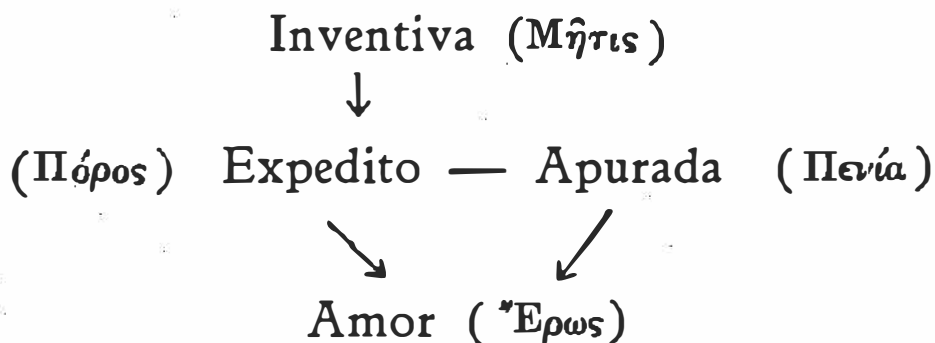 Inventiva (Μῆτις)
(Πόρος) Expedito — Apurada (Πενία)
Amor (Ἔρως)